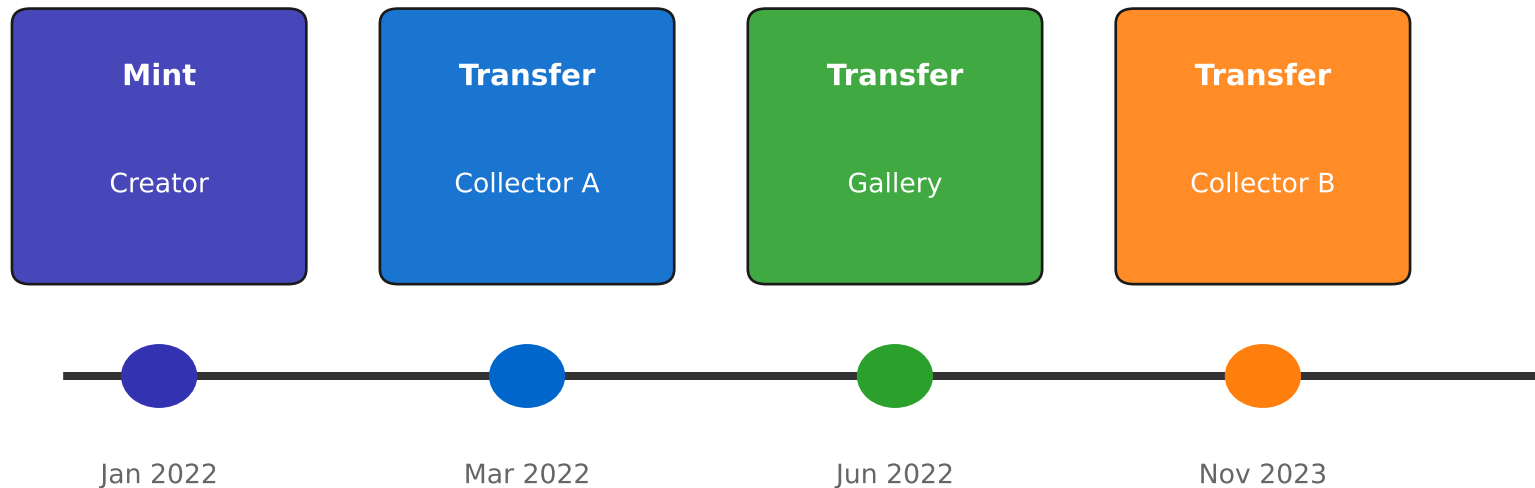 Mint
Creator
Transfer
Collector A
Transfer
Gallery
Transfer
Collector B
Jan 2022
Mar 2022
Jun 2022
Nov 2023